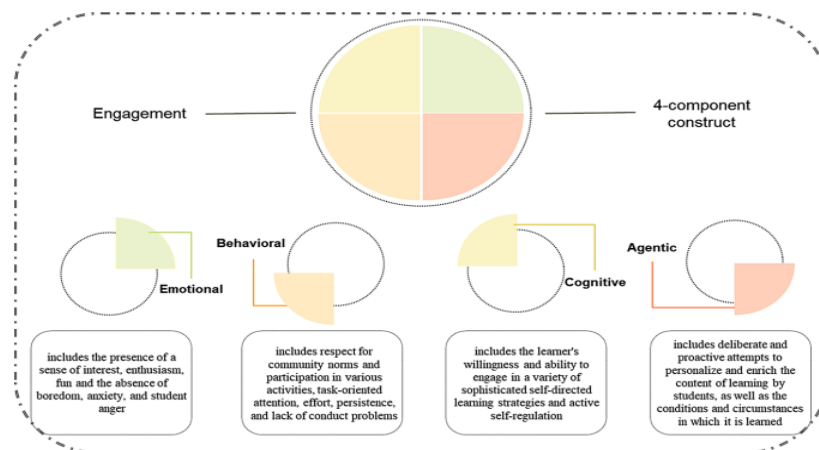 Engagement
4-component
construct
Emotional
Behavioral
Cognitive
Agentic
includes the presence of a
sense of interest, enthusiasm,
fun and the absence of
boredom, anxiety, and student
anger
includes respect for
community norms and
participation in various
activities, task-oriented
attention, effort, persistence,
and lack of conduct problems
includes the learner's
willingness and ability to
engage in a variety of
sophisticated self-directed
learning strategies and active
self-regulation
includes deliberate and
proactive attempts to
personalize and enrich the
content of learning by
students, as well as the
conditions and circumstances
in which it is learned